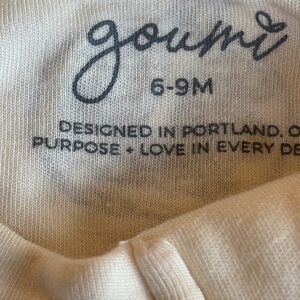 goumi
6-9M
DESIGNED IN PORTLAND, O
PURPOSE + LOVE IN EVERY DE